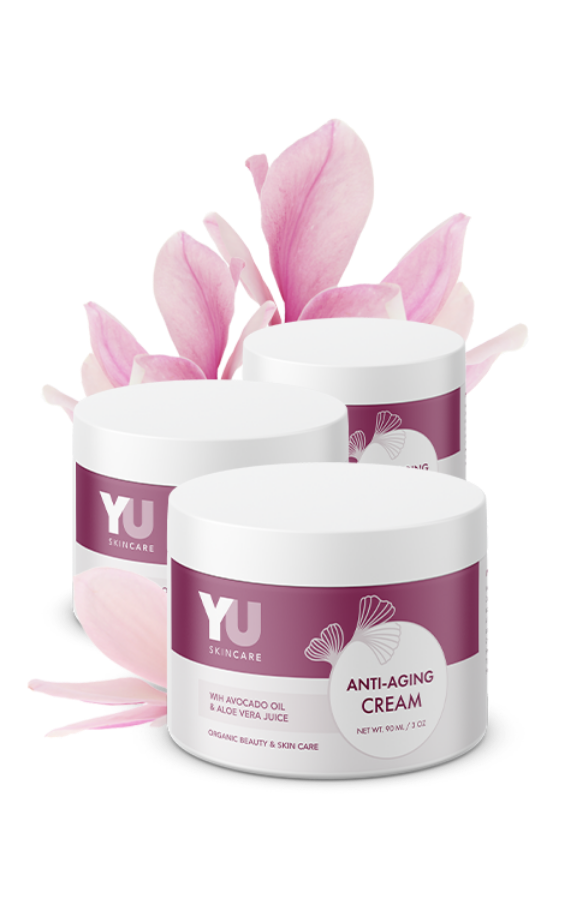 NG
YU
SKINCARE
YU
SKINCARE
WIH AVOCADO OIL
& ALOE VERA JUICE
ORGANIC BEAUTY & SKIN CARE
ANTI-AGING
CREAM
NET WT. 90 ML / 3 OZ